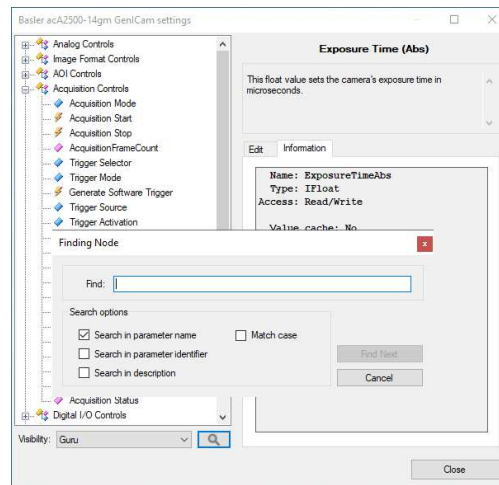 Basler acA2500-14gm GenICam settings
Analog Controls
Image Format Controls
AOI Controls
Acquisition Controls
Acquisition Mode
Acquisition Start
Acquisition Stop
AcquisitionFrameCount
Trigger Selector
Trigger Mode
Generate Software Trigger
Trigger Source
Trigger Activation
Acquisition Status
Digital I/O Controls
Visibility: Guru
Exposure Time (Abs)
This float value sets the camera's exposure time in
microseconds.
Edit Information
Name: ExposureTimeAbs
Type: IFloat
Access: Read/Write
Value cache: No
Finding Node
x
Find:
Search options
Search in parameter name
Match case
Search in parameter identifier
Search in description
Find Next
Cancel
Close